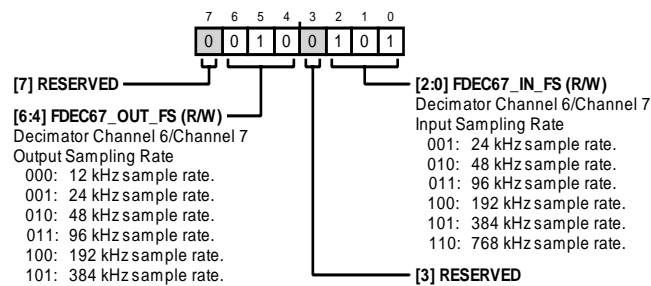 7 6 5 4 3 2 1 0
0 0 1 0 0 1 0 1
[7] RESERVED
[6:4] FDEC67_OUT_FS (R/W)
Decimator Channel 6/Channel 7
Output Sampling Rate
000: 12 kHz sample rate.
001: 24 kHz sample rate.
010: 48 kHz sample rate.
011: 96 kHz sample rate.
100: 192 kHz sample rate.
101: 384 kHz sample rate.
[2:0] FDEC67_IN_FS (R/W)
Decimator Channel 6/Channel 7
Input Sampling Rate
001: 24 kHz sample rate.
010: 48 kHz sample rate.
011: 96 kHz sample rate.
100: 192 kHz sample rate.
101: 384 kHz sample rate.
110: 768 kHz sample rate.
[3] RESERVED